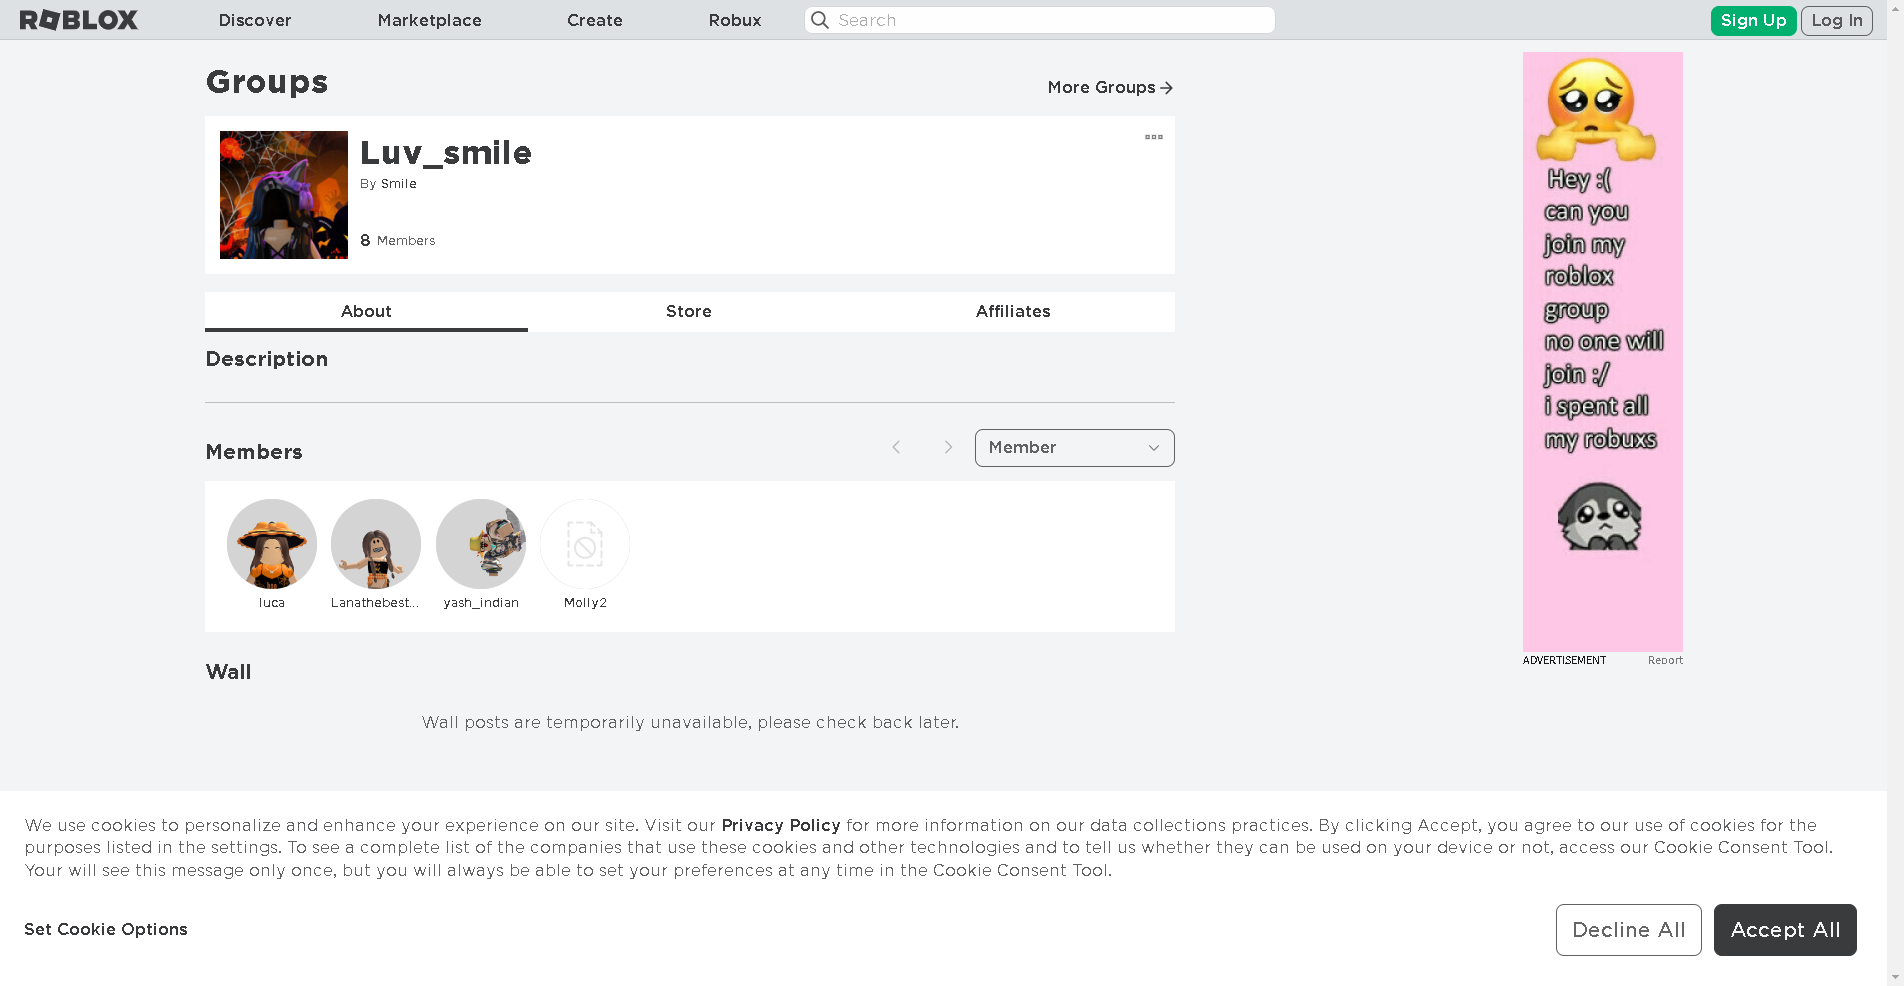 ROBLOX
Discover
Marketplace
Create
Robux
Search
Sign Up
Log In
Groups
More Groups
Luv_smile
By Smile
8 Members
About
Store
Affiliates
Description
Members
Member
luca
Lanathebest...
yash_indian
Molly2
Wall
Wall posts are temporarily unavailable, please check back later.
Hey :(
can you
join my
roblox
group
no one will
join :/
i spent all
my robuxs
ADVERTISEMENT
Report
We use cookies to personalize and enhance your experience on our site. Visit our Privacy Policy for more information on our data collections practices. By clicking Accept, you agree to our use of cookies for the
purposes listed in the settings. To see a complete list of the companies that use these cookies and other technologies and to tell us whether they can be used on your device or not, access our Cookie Consent Tool.
Your will see this message only once, but you will always be able to set your preferences at any time in the Cookie Consent Tool.
Set Cookie Options
Decline All
Accept All